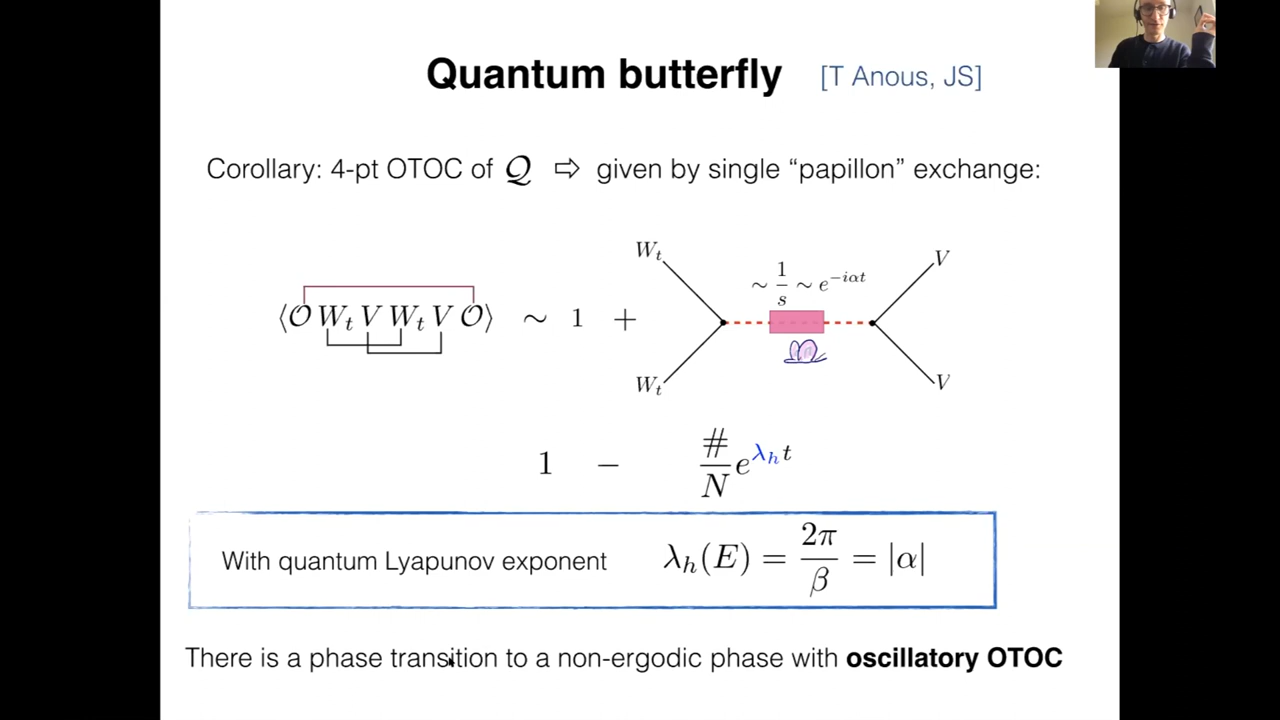 Quantum butterfly [T Anous, JS]
Corollary: 4-pt OTOC of 𝒬 ⇨ given by single “papillon” exchange:
⟨𝒪 W_t V W_t V 𝒪⟩ ∼ 1 +
W_t
W_t
∼ 1/s ∼ e^{-iαt}
V
V
1 − #/N e^{λ_h t}
With quantum Lyapunov exponent λ_h(E) = 2π/β = |α|
There is a phase transition to a non-ergodic phase with oscillatory OTOC